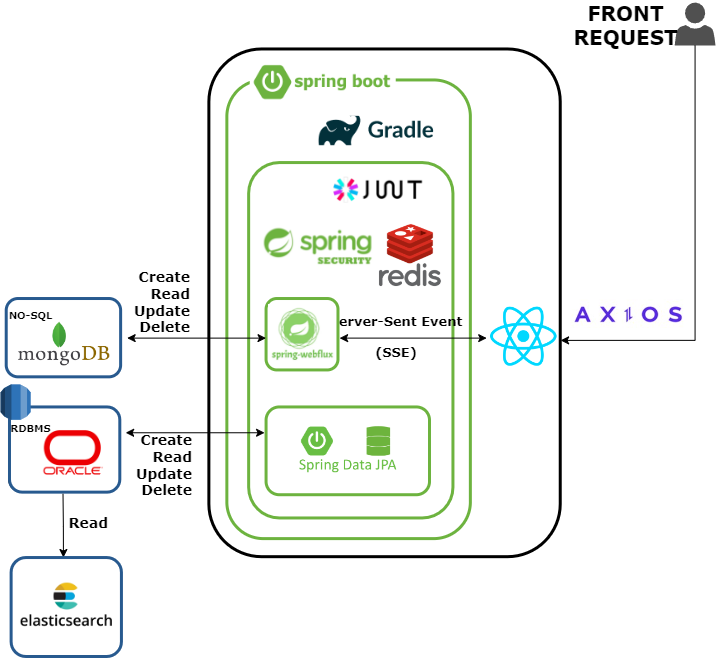 FRONT
REQUEST
spring boot
Gradle
JWT
spring
SECURITY
redis
Create
Read
Update
Delete
NO-SQL
mongoDB
spring-webflux
erver-Sent Event
(SSE)
AXIOS
RDBMS
ORACLE
Create
Read
Update
Delete
Spring Data JPA
Read
elasticsearch